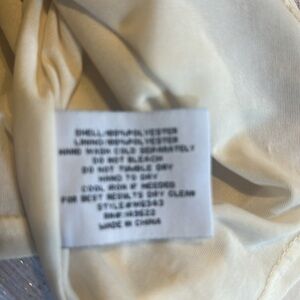 SHELL:100%POLYESTER
LINING:100%POLYESTER
HAND WASH COLD SEPARATELY
DO NOT BLEACH
DO NOT TUMBLE DRY
HANG TO DRY
COOL IRON IF NEEDED
FOR BEST RESULTS DRY CLEAN
MADE IN CHINA